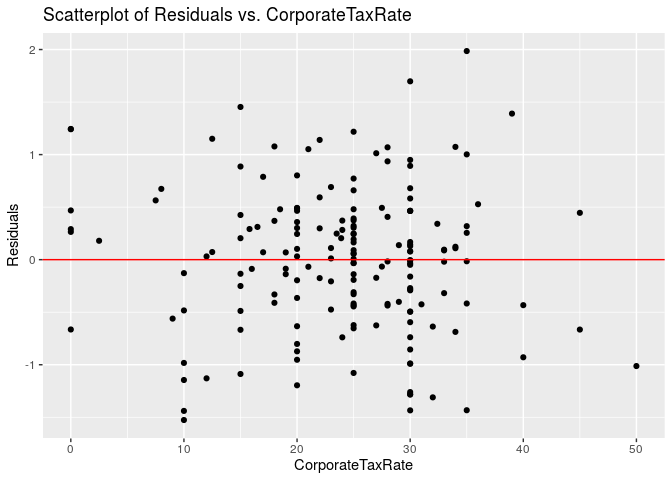 Scatterplot of Residuals vs. CorporateTaxRate
2
1
0
-1
Residuals
0 10 20 30 40 50
CorporateTaxRate